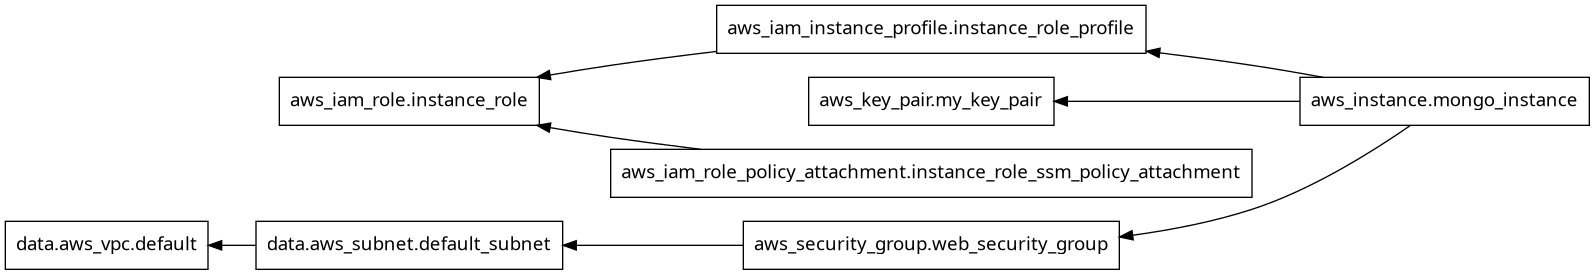 aws_iam_instance_profile.instance_role_profile
aws_iam_role.instance_role
aws_key_pair.my_key_pair
aws_instance.mongo_instance
aws_iam_role_policy_attachment.instance_role_ssm_policy_attachment
data.aws_vpc.default
data.aws_subnet.default_subnet
aws_security_group.web_security_group